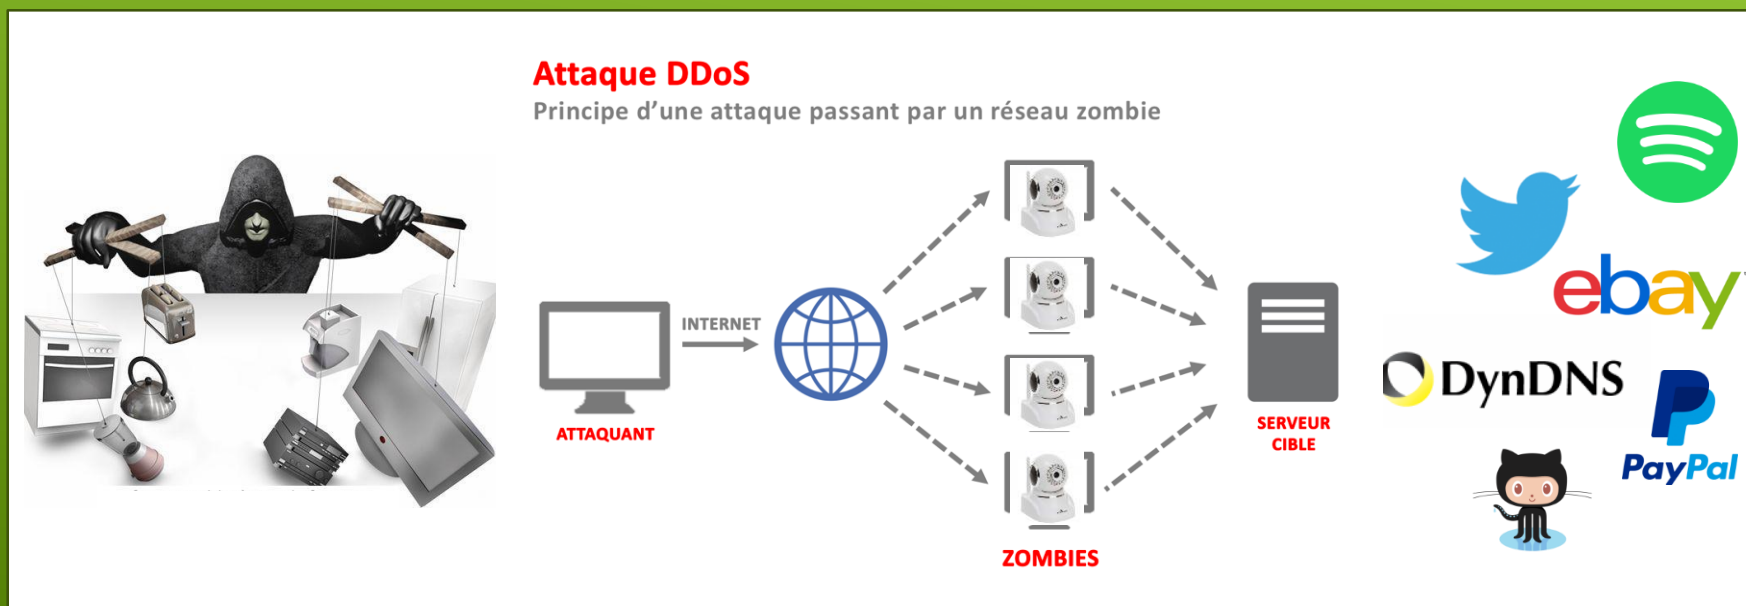 Attaque DDoS
Principe d'une attaque passant par un réseau zombie
INTERNET
ATTAQUANT
ZOMBIES
SERVEUR
CIBLE
ebay
DynDNS
PayPal